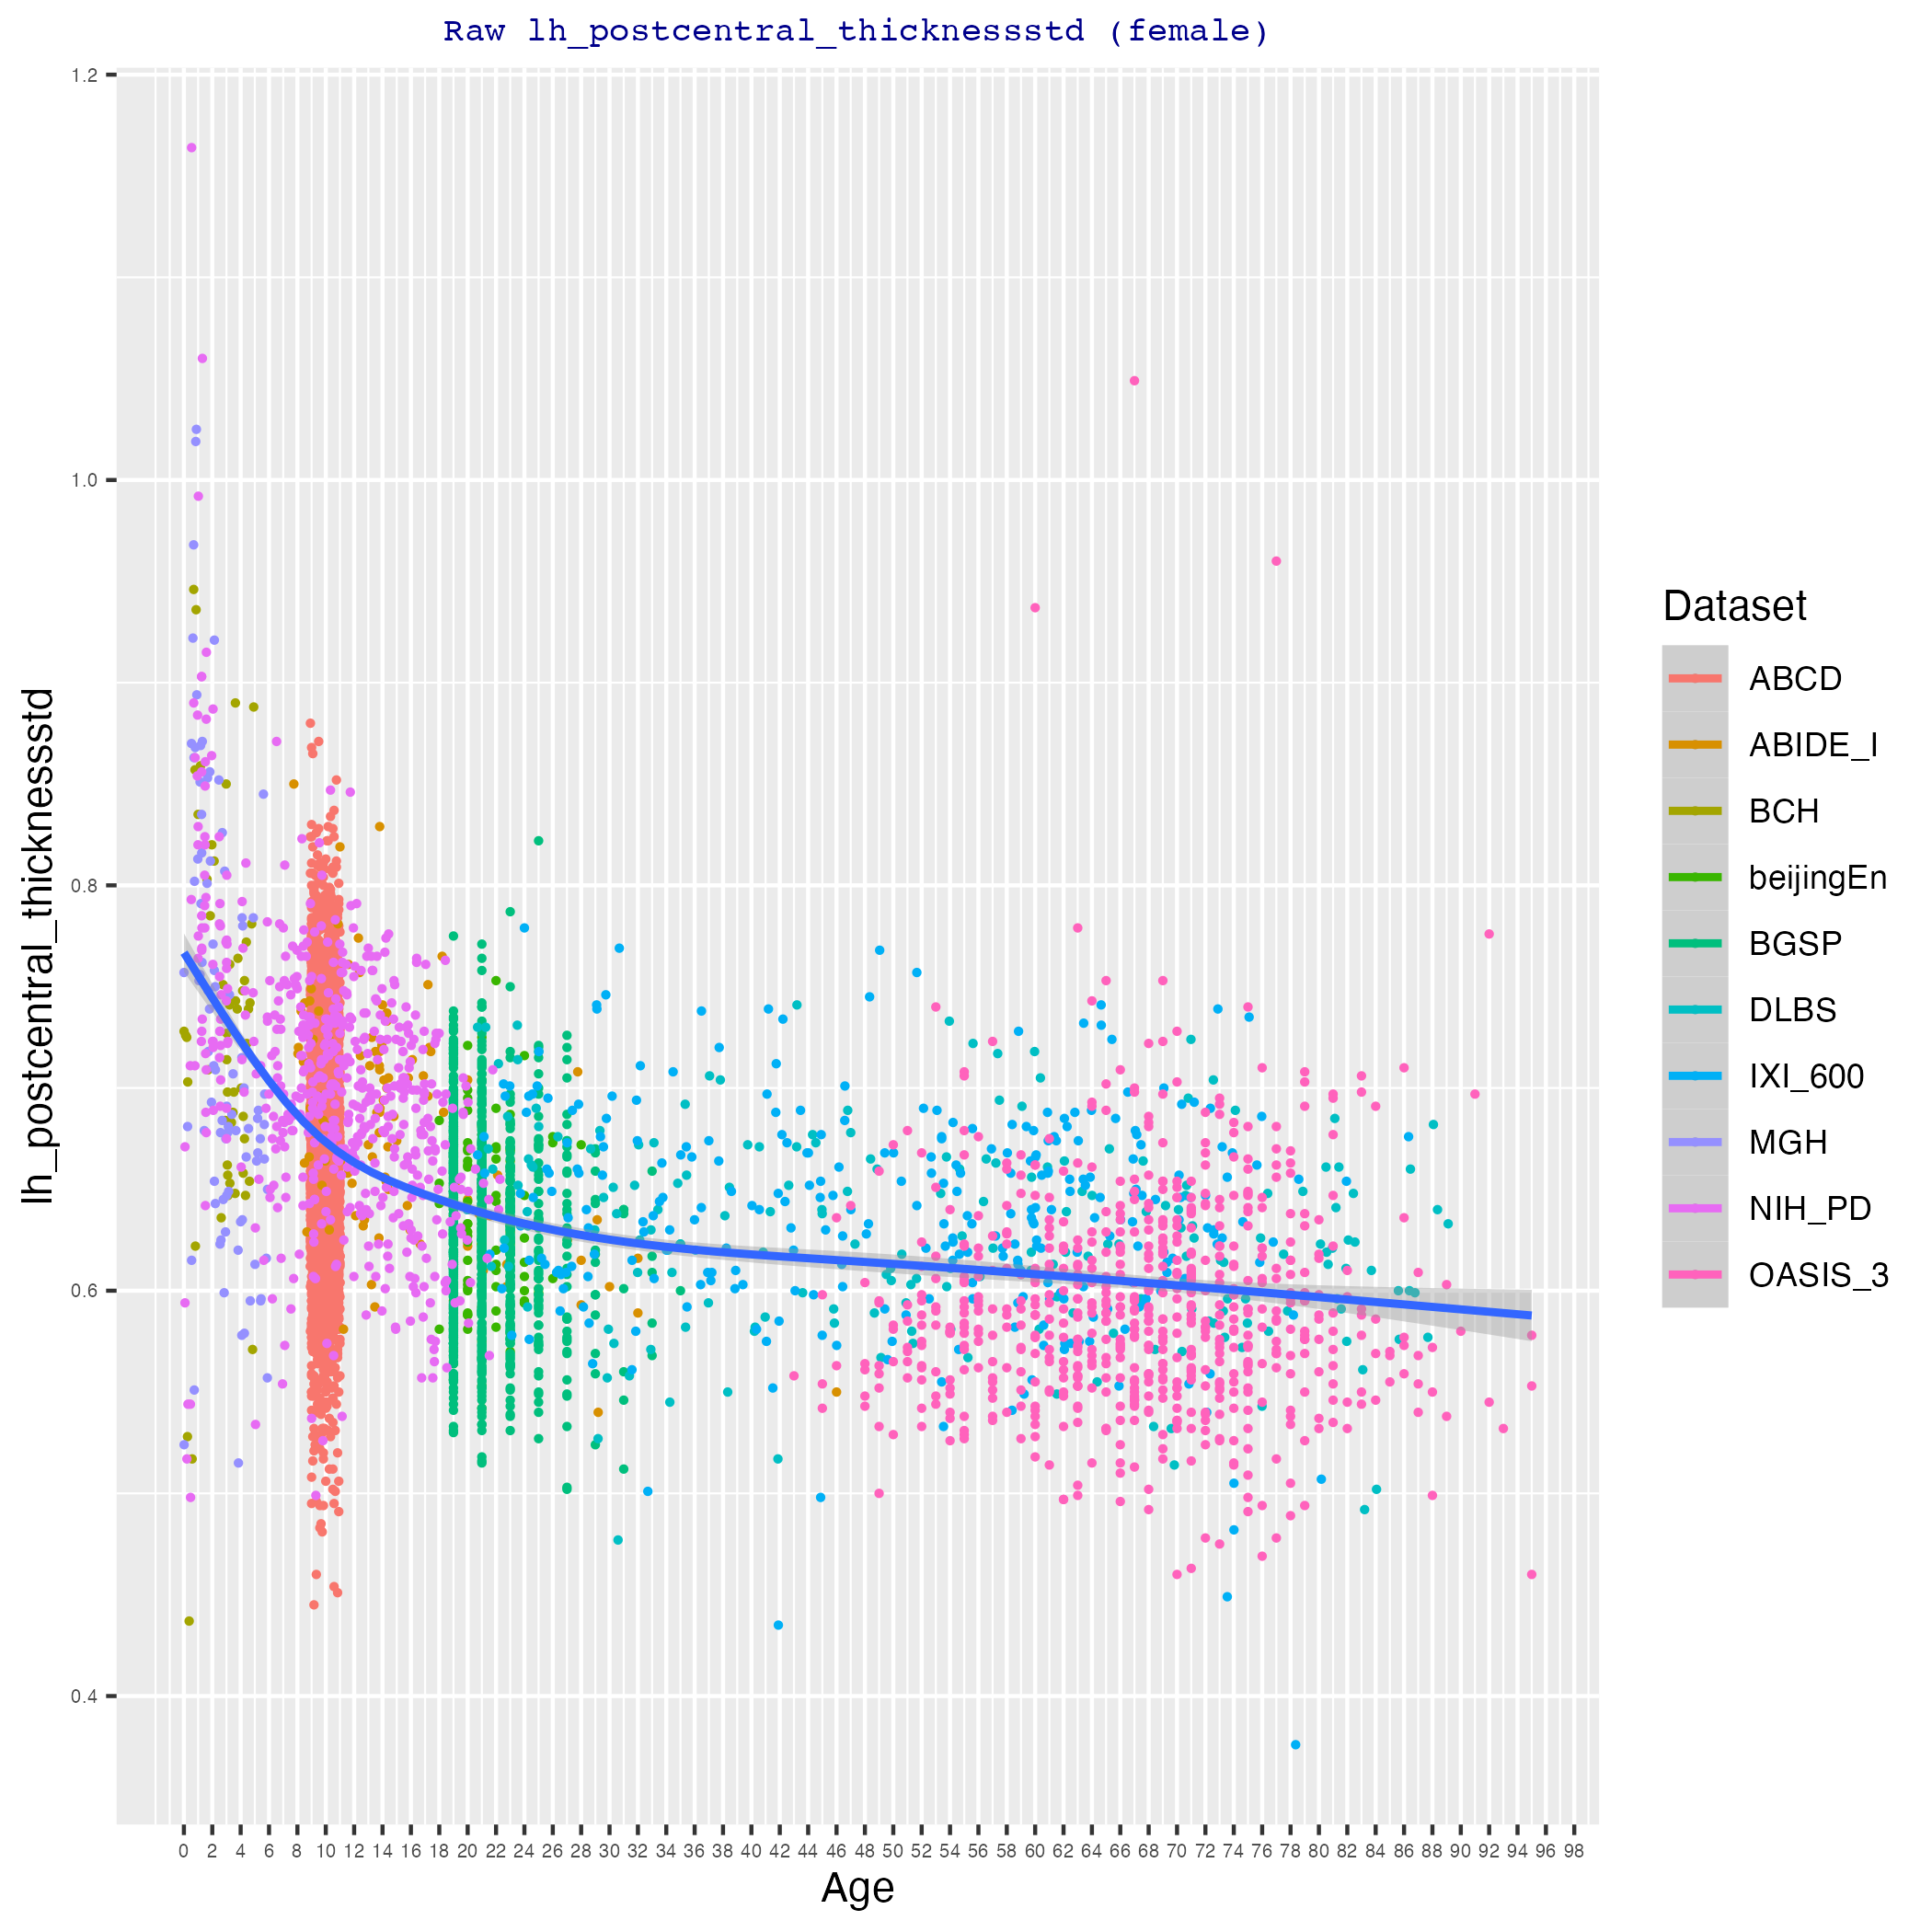 Raw lh_postcentral_thicknessstd (female)
1.2
1.0
0.8
0.6
0.4
lh_postcentral_thicknessstd
0 2 4 6 8 10 12 14 16 18 20 22 24 26 28 30 32 34 36 38 40 42 44 46 48 50 52 54 56 58 60 62 64 66 68 70 72 74 76 78 80 82 84 86 88 90 92 94 96 98
Age
Dataset
ABCD
ABIDE_I
BCH
beijingEn
BGSP
DLBS
IXI_600
MGH
NIH_PD
OASIS_3